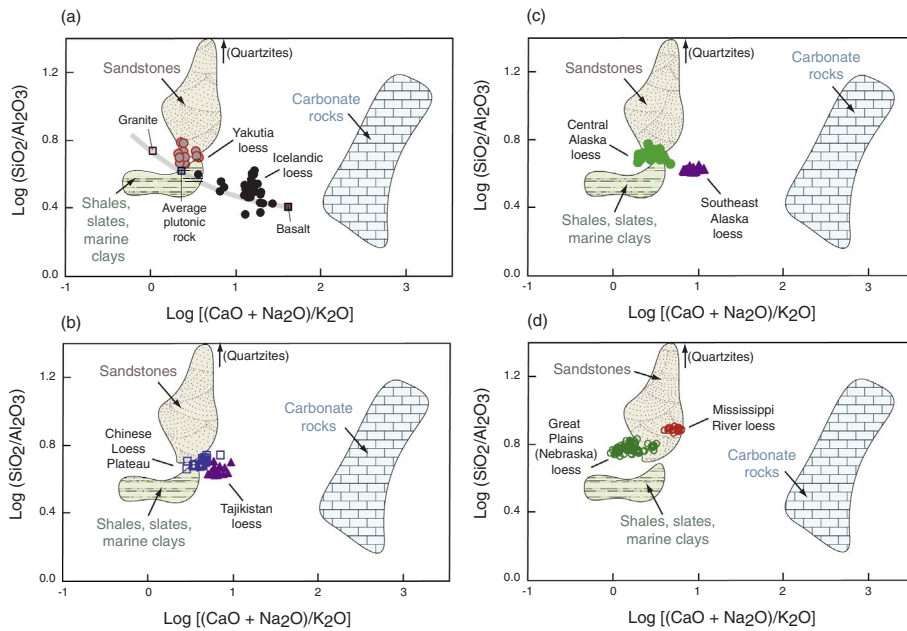 (a)
(Quartzites)
Sandstones
Carbonate
rocks
Granite
Yakutia
loess
Icelandic
loess
Shales,
slates,
marine
clays
Average
plutonic
rock
Basalt
1.2
0.8
0.4
0.0
-1
0
1
2
3
Log (SiO2/Al2O3)
Log [(CaO + Na2O)/K2O]
(c)
(Quartzites)
Sandstones
Carbonate
rocks
Central
Alaska
loess
Southeast
Alaska
loess
Shales, slates,
marine clays
1.2
0.8
0.4
0.0
-1
0
1
2
3
Log (SiO2/Al2O3)
Log [(CaO + Na2O)/K2O]
(b)
(Quartzites)
Sandstones
Carbonate
rocks
Chinese
Loess
Plateau
Tajikistan
loess
Shales, slates,
marine clays
1.2
0.8
0.4
0.0
-1
0
1
2
3
Log (SiO2/Al2O3)
Log [(CaO + Na2O)/K2O]
(d)
(Quartzites)
Sandstones
Great
Plains
(Nebraska)
loess
Mississippi
River loess
Carbonate
rocks
Shales, slates,
marine clays
1.2
0.8
0.4
0.0
-1
0
1
2
3
Log (SiO2/Al2O3)
Log [(CaO + Na2O)/K2O]